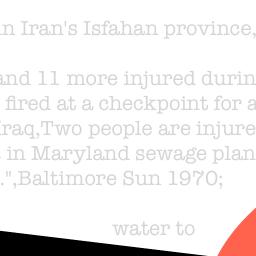 in Iran's Isfahan province,
and 11 more injured durin
fired at a checkpoint for a
Iraq,Two people are injure
in Maryland sewage plan
.",Baltimore Sun 1970;
water to